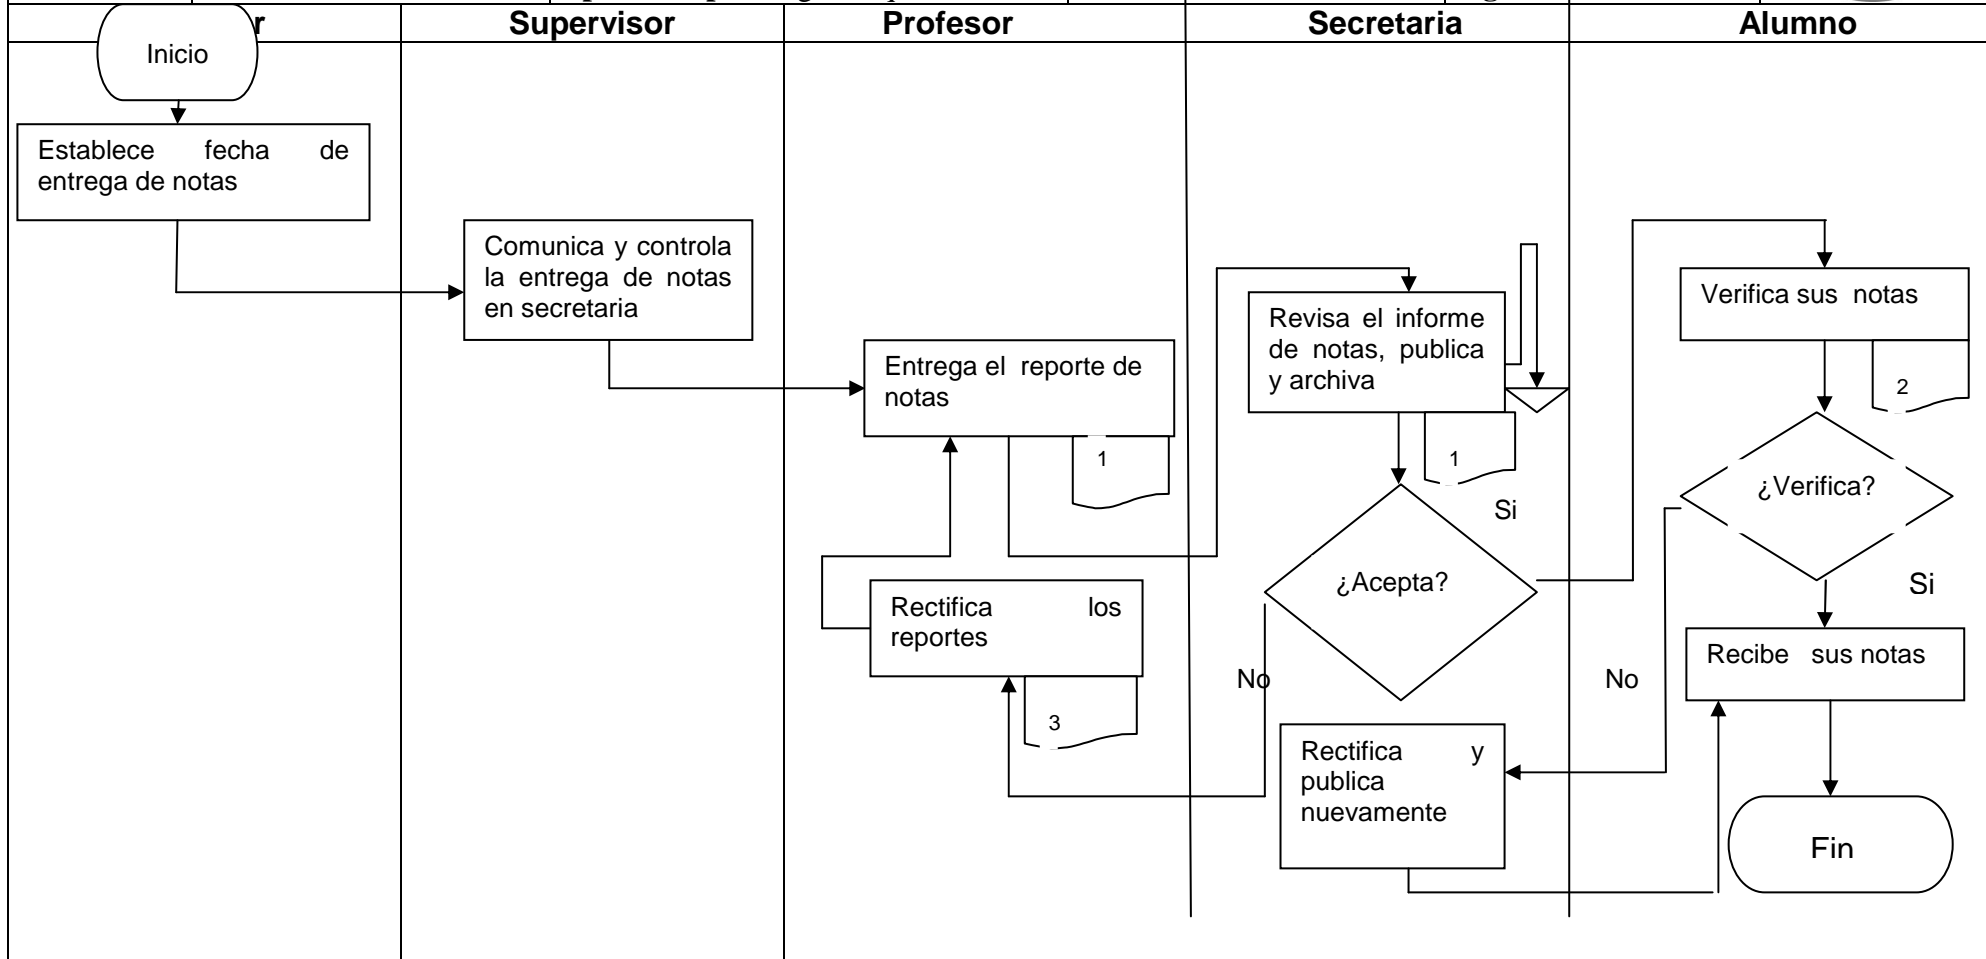 Supervisor
Profesor
Secretaria
Alumno
Inicio
Establece fecha de
entrega de notas
Comunica y controla
la entrega de notas
en secretaria
Entrega el reporte de
notas
1
Rectifica los
reportes
3
Revisa el informe
de notas, publica
y archiva
1
Si
¿Acepta?
No
Rectifica y
publica
nuevamente
Verifica sus notas
2
¿Verifica?
Si
No
Recibe sus notas
Fin